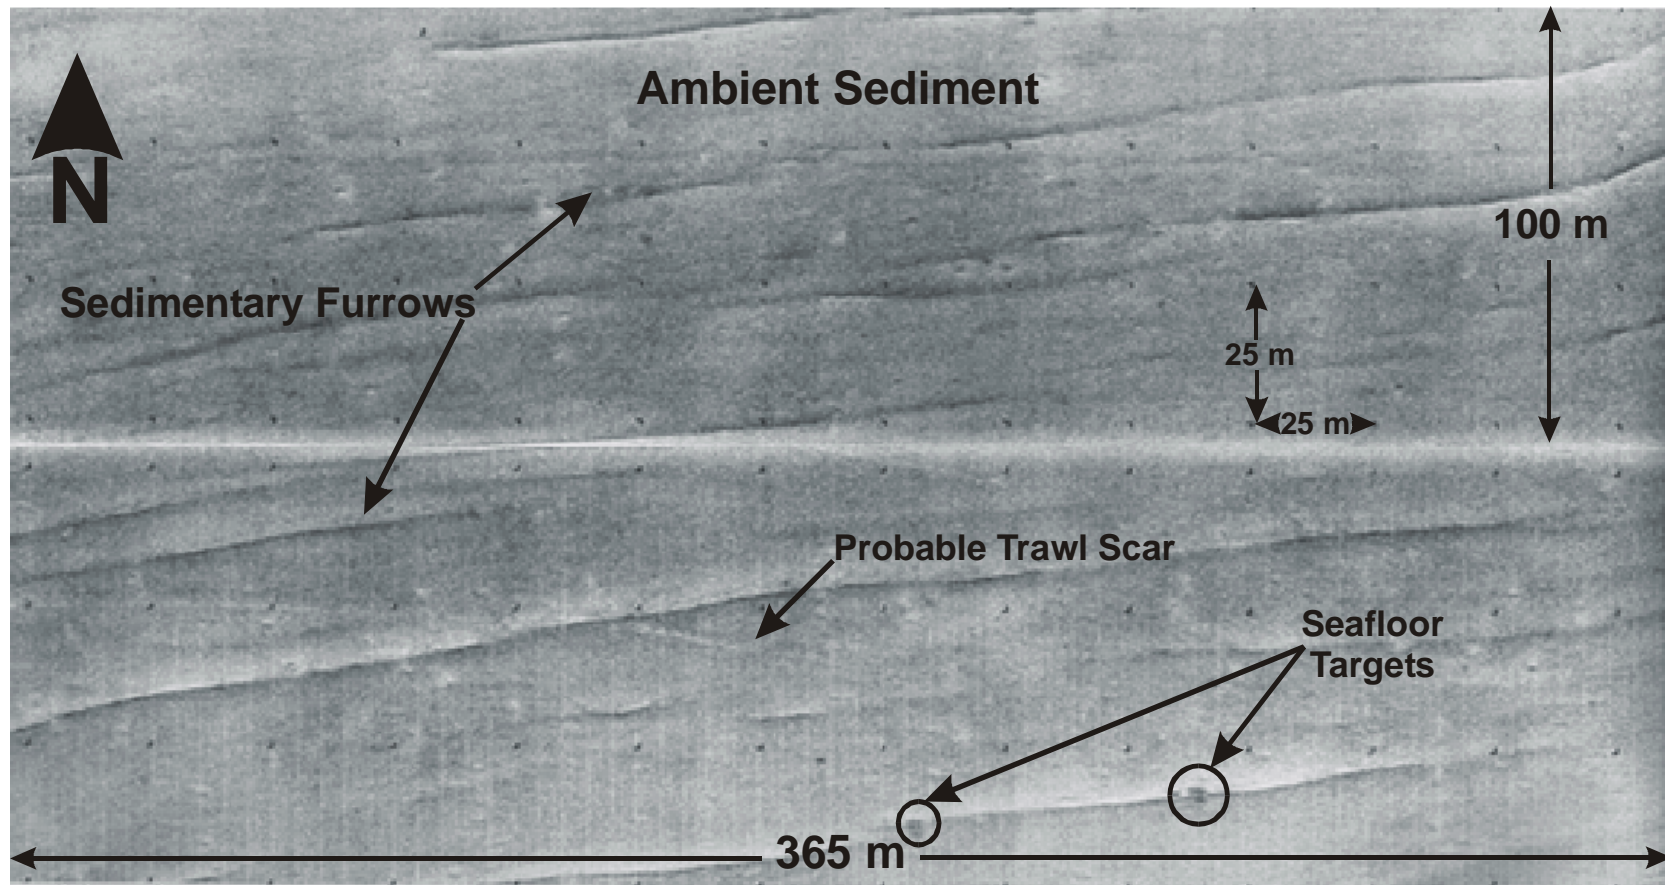 Ambient Sediment
N
100 m
Sedimentary Furrows
25 m
25 m
Probable Trawl Scar
Seafloor
Targets
365 m